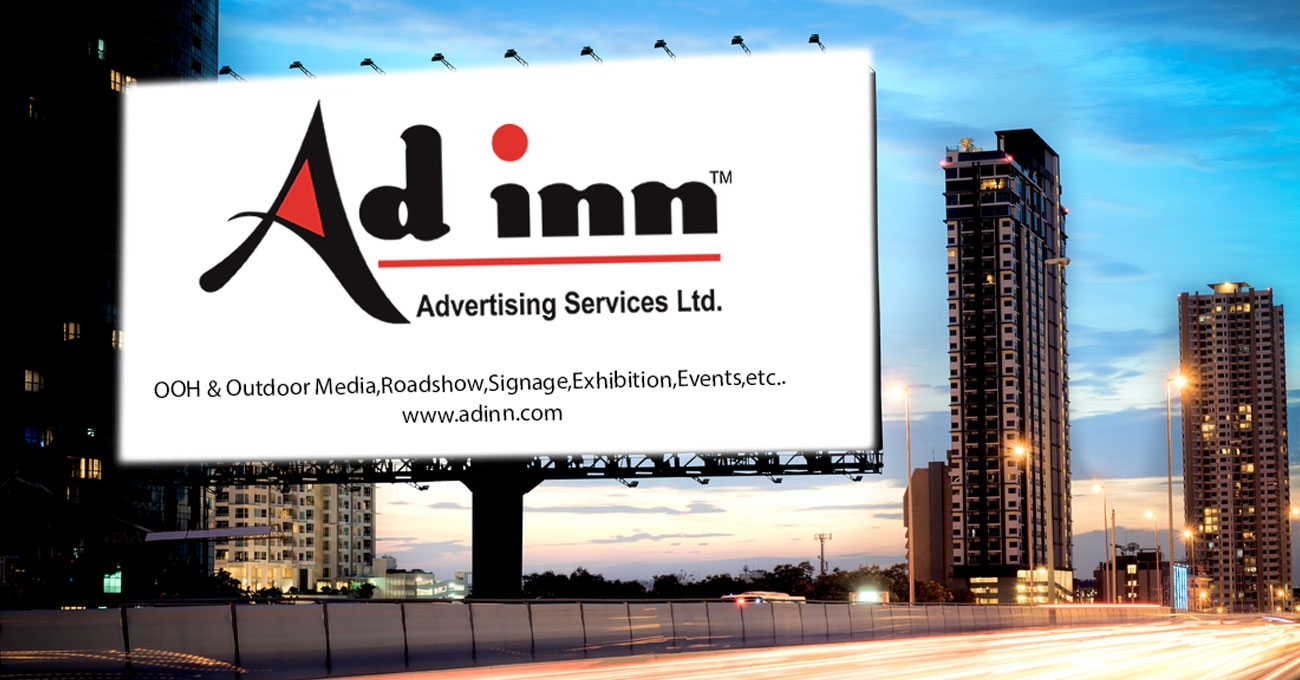 Ad inn™
Advertising Services Ltd.
OOH & Outdoor Media,Roadshow,Signage,Exhibition,Events,etc..
www.adinn.com